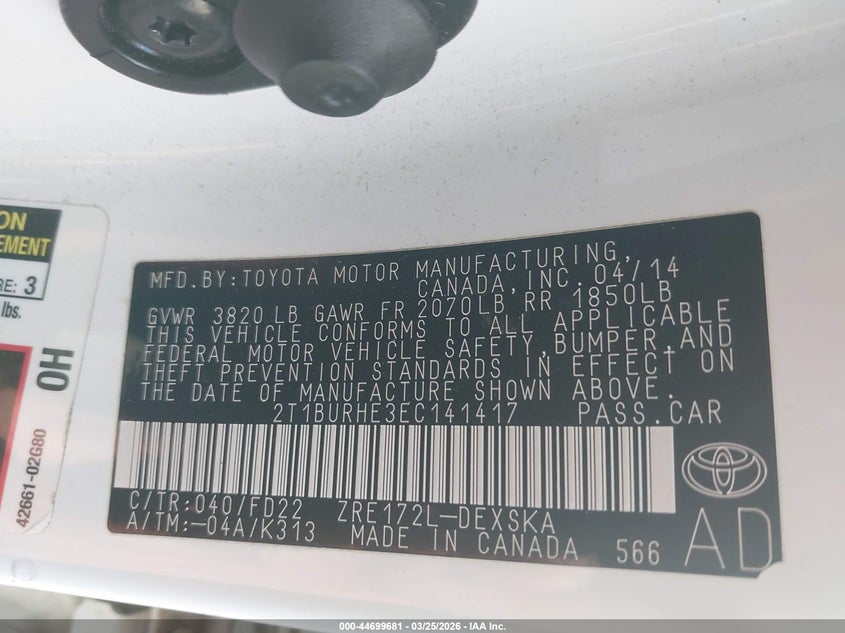 ON
EMENT
RE: 3
lbs.
OH
42661-02G80
MFD.BY:TOYOTA MOTOR MANUFACTURING,
CANADA,INC.04/14
GVWR 3820 LB GAWR FR 2070LB,RR 1850LB
THIS VEHICLE CONFORMS TO ALL APPLICABLE
FEDERAL MOTOR VEHICLE SAFETY,BUMPER,AND
THEFT PREVENTION STANDARDS IN EFFECT ON
THE DATE OF MANUFACTURE SHOWN ABOVE.
2T1BURHE3EC141417 PASS.CAR
C/TR:040/FD22 ZRE172L-DEXSKA
A/TM:-04A/K313 MADE IN CANADA 566 AD
000-44699681 - 03/25/2026 - IAA Inc.